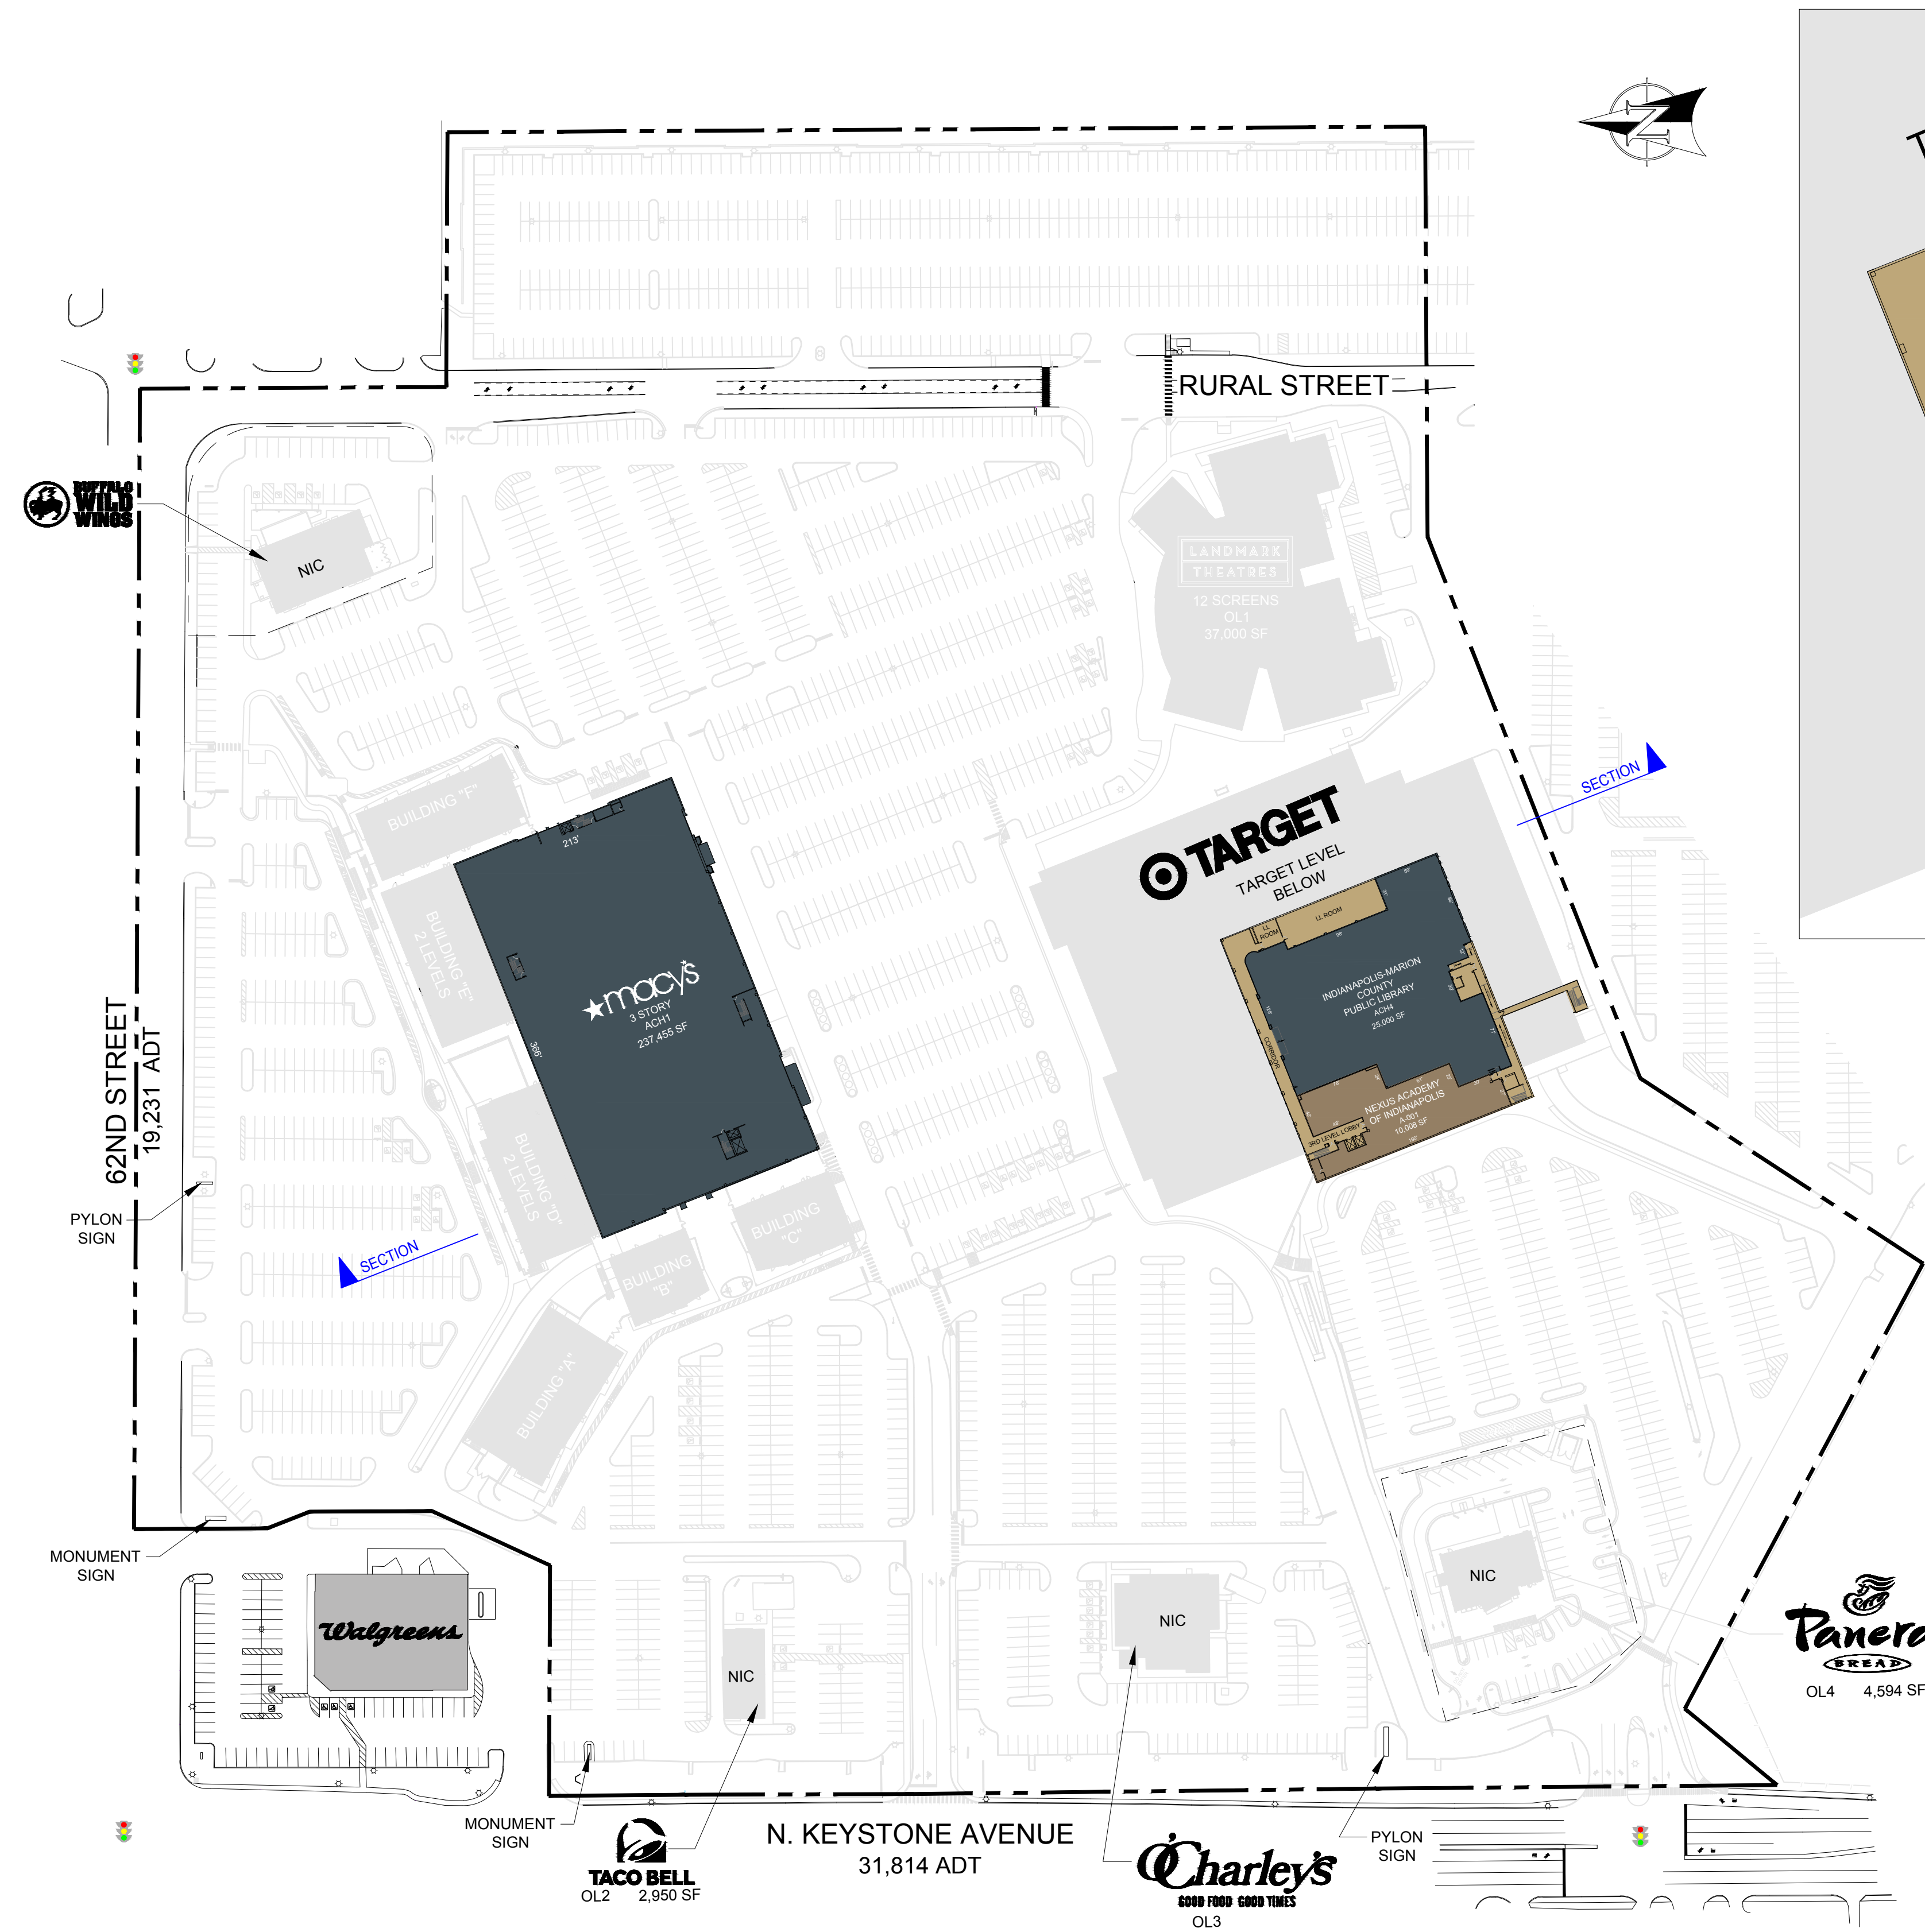 N
RURAL STREET
BUFFALO
WILD
WINGS
NIC
LANDMARK
THEATRES
12 SCREENS
OL1
37,000 SF
SECTION
BUILDING "F"
213'
TARGET
TARGET LEVEL
BELOW
LL ROOM
LL
ROOM
BUILDING "E"
2 LEVELS
macy's
3 STORY
ACH1
237,455 SF
366'
INDIANAPOLIS-MARION
COUNTY
PUBLIC LIBRARY
ACH4
25,000 SF
CORRIDOR
NEXUS ACADEMY
OF INDIANAPOLIS
A-001
10,008 SF
3RD LEVEL LOBBY
62ND STREET
19,231 ADT
BUILDING "D"
2 LEVELS
PYLON
SIGN
SECTION
BUILDING
"C"
BUILDING
"B"
BUILDING "A"
MONUMENT
SIGN
Walgreens
NIC
NIC
NIC
Panera
BREAD
OL4 4,594 SF
MONUMENT
SIGN
TACO BELL
OL2 2,950 SF
N. KEYSTONE AVENUE
31,814 ADT
O'Charley's
GOOD FOOD GOOD TIMES
OL3
PYLON
SIGN